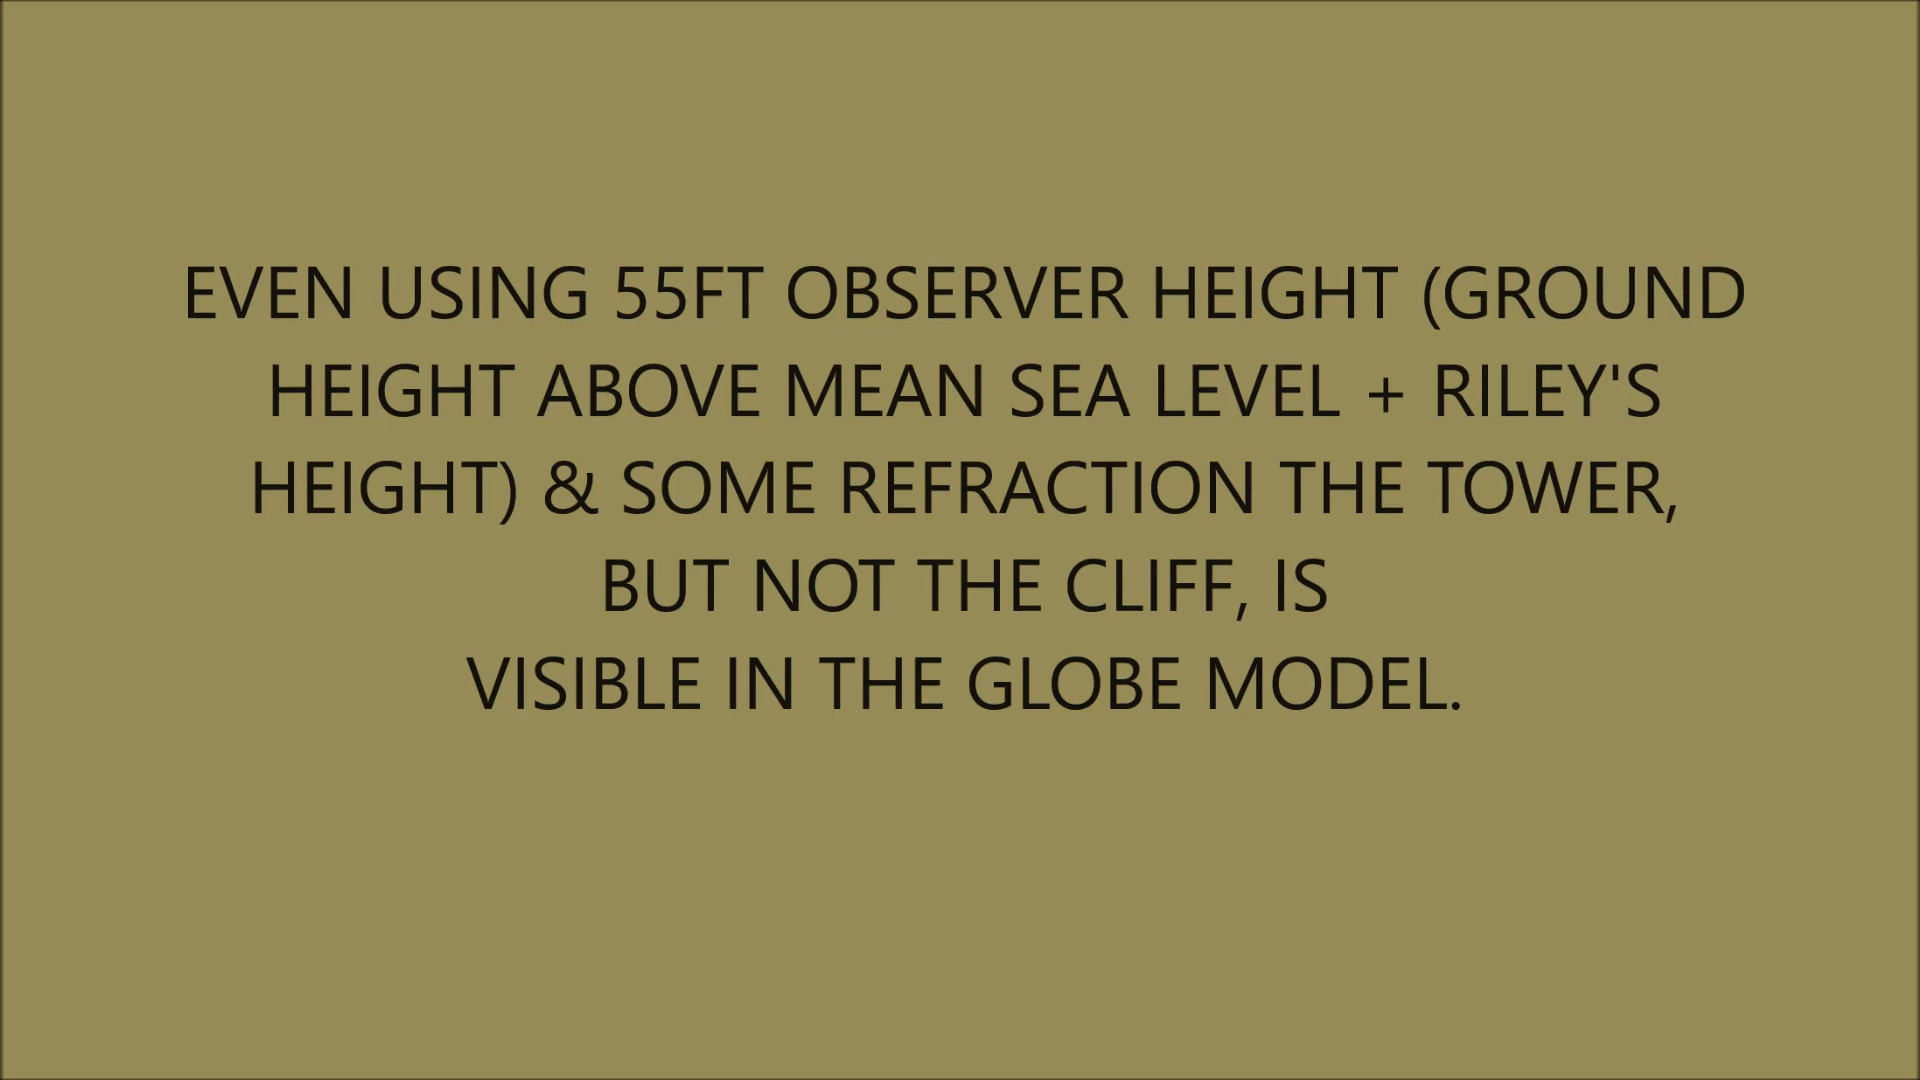 EVEN USING 55FT OBSERVER HEIGHT (GROUND
HEIGHT ABOVE MEAN SEA LEVEL + RILEY'S
HEIGHT) & SOME REFRACTION THE TOWER,
BUT NOT THE CLIFF, IS
VISIBLE IN THE GLOBE MODEL.